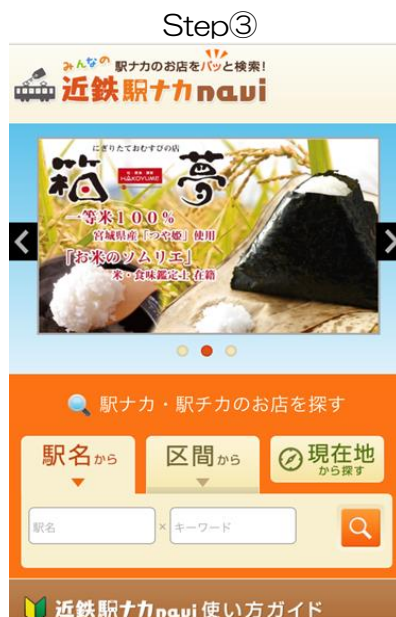 Step③
みんなの駅ナカのお店をパッと検索!
近鉄駅ナカnavi
にぎりたておむすびの店
箱夢
HAKOYUME
一等米100%
宮城県産「つや姫」使用
「お米のソムリエ」
米・食味鑑定士在籍
駅ナカ・駅チカのお店を探す
駅名から
区間から
現在地から探す
駅名 × キーワード
近鉄駅ナカnavi使い方ガイド